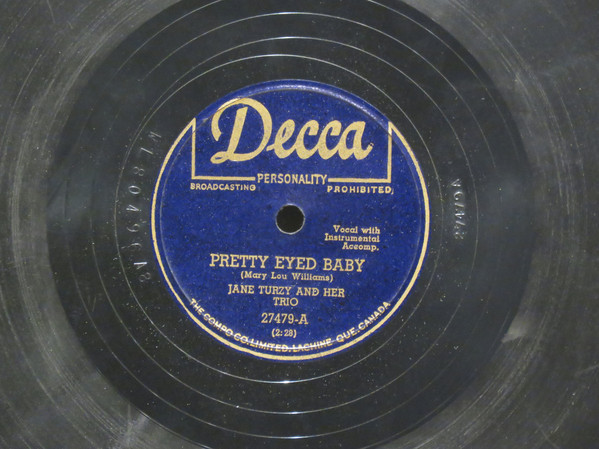 Decca
PERSONALITY
BROADCASTING PROHIBITED
Vocal with
Instrumental
Accomp.
PRETTY EYED BABY
(Mary Lou Williams)
JANE TURZY AND HER
TRIO
27479-A
(2:28)
THE COMPO CO. LIMITED. LACHINE. QUE. CANADA